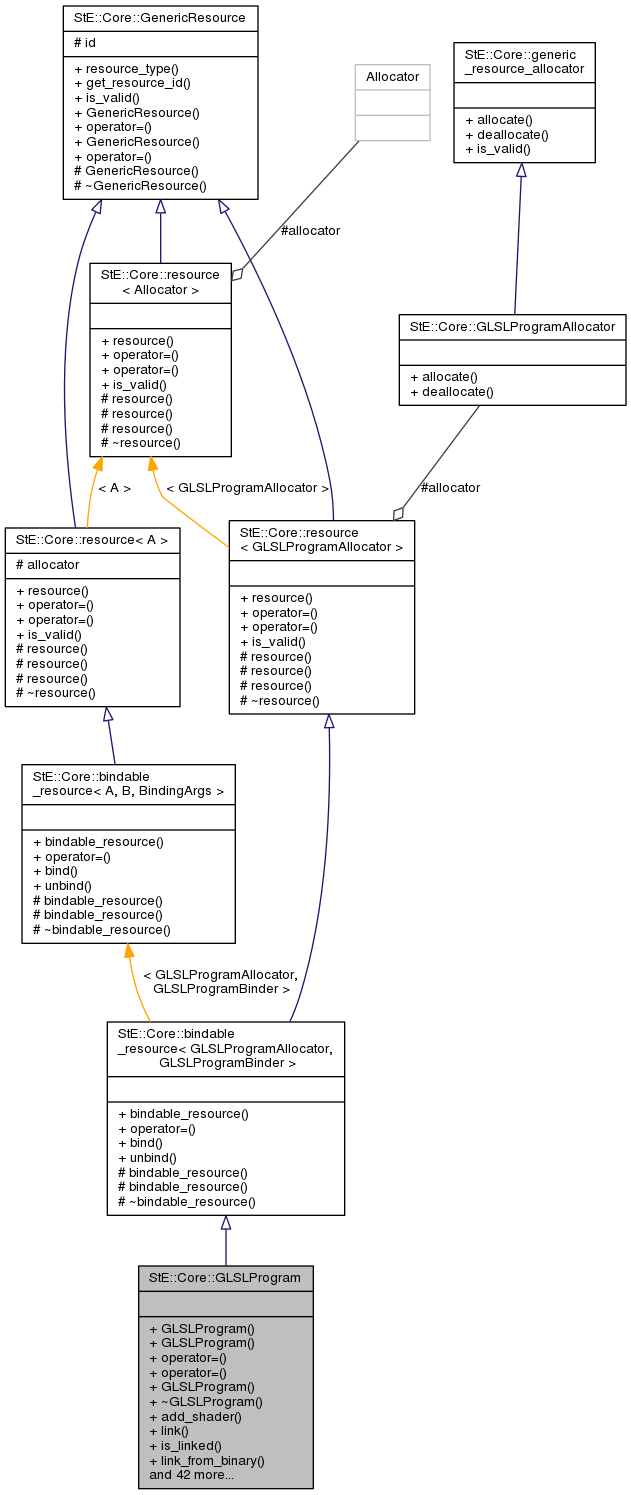 StE::Core::GenericResource
# id
+ resource_type()
+ get_resource_id()
+ is_valid()
+ GenericResource()
+ operator=()
+ GenericResource()
+ operator=()
# GenericResource()
# ~GenericResource()
Allocator
StE::Core::generic
_resource_allocator
+ allocate()
+ deallocate()
+ is_valid()
#allocator
StE::Core::resource
< Allocator >
+ resource()
+ operator=()
+ operator=()
+ is_valid()
# resource()
# resource()
# resource()
# ~resource()
StE::Core::GLSLProgramAllocator
+ allocate()
+ deallocate()
< A >
< GLSLProgramAllocator >
#allocator
StE::Core::resource< A >
# allocator
+ resource()
+ operator=()
+ operator=()
+ is_valid()
# resource()
# resource()
# resource()
# ~resource()
StE::Core::resource
< GLSLProgramAllocator >
+ resource()
+ operator=()
+ operator=()
+ is_valid()
# resource()
# resource()
# resource()
# ~resource()
StE::Core::bindable
_resource< A, B, BindingArgs >
+ bindable_resource()
+ operator=()
+ bind()
+ unbind()
# bindable_resource()
# bindable_resource()
# ~bindable_resource()
< GLSLProgramAllocator,
GLSLProgramBinder >
StE::Core::bindable
_resource< GLSLProgramAllocator,
GLSLProgramBinder >
+ bindable_resource()
+ operator=()
+ bind()
+ unbind()
# bindable_resource()
# bindable_resource()
# ~bindable_resource()
StE::Core::GLSLProgram
+ GLSLProgram()
+ GLSLProgram()
+ operator=()
+ operator=()
+ GLSLProgram()
+ ~GLSLProgram()
+ add_shader()
+ link()
+ is_linked()
+ link_from_binary()
and 42 more...